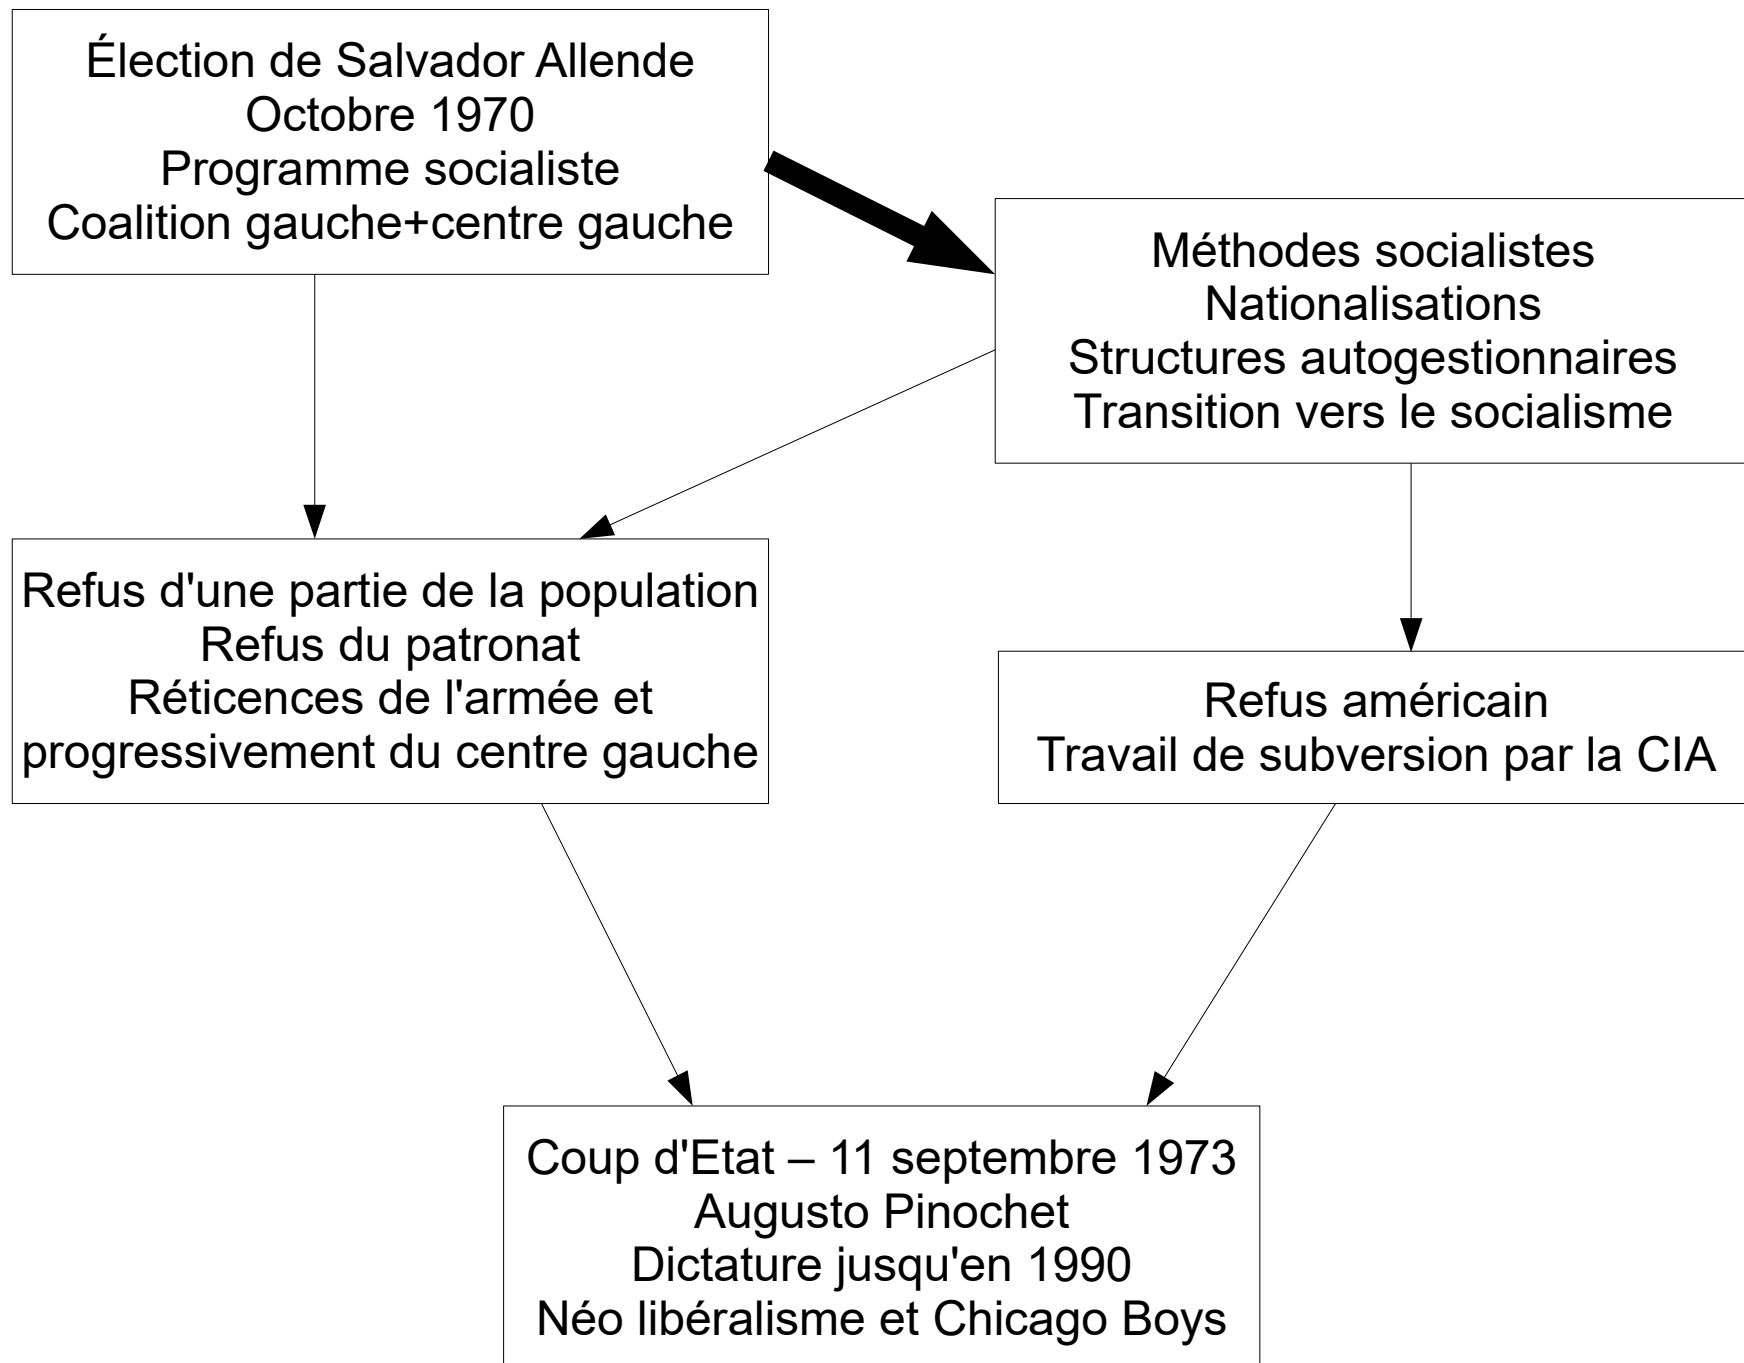 Élection de Salvador Allende
Octobre 1970
Programme socialiste
Coalition gauche+centre gauche
Méthodes socialistes
Nationalisations
Structures autogestionnaires
Transition vers le socialisme
Refus d'une partie de la population
Refus du patronat
Réticences de l'armée et
progressivement du centre gauche
Refus américain
Travail de subversion par la CIA
Coup d'Etat – 11 septembre 1973
Augusto Pinochet
Dictature jusqu'en 1990
Néo libéralisme et Chicago Boys